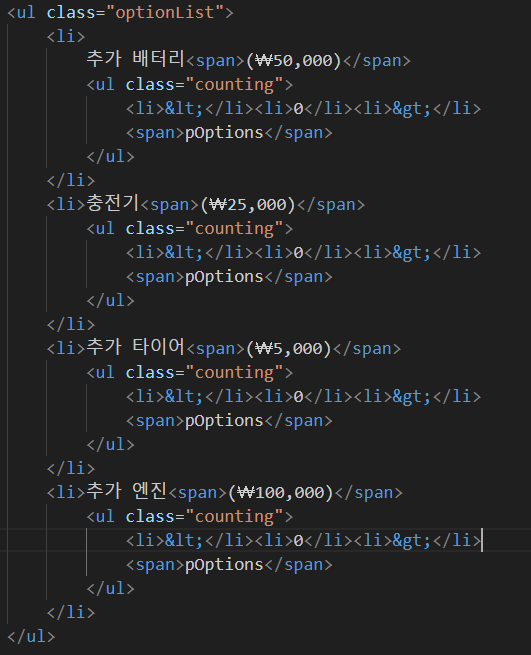 <ul class="optionList">
<li>
추가 배터리<span>(₩50,000)</span>
<ul class="counting">
<li>&lt;</li><li>0</li><li>&gt;</li>
<span>pOptions</span>
</ul>
</li>
<li>충전기<span>(₩25,000)</span>
<ul class="counting">
<li>&lt;</li><li>0</li><li>&gt;</li>
<span>pOptions</span>
</ul>
</li>
<li>추가 타이어<span>(₩5,000)</span>
<ul class="counting">
<li>&lt;</li><li>0</li><li>&gt;</li>
<span>pOptions</span>
</ul>
</li>
<li>추가 엔진<span>(₩100,000)</span>
<ul class="counting">
<li>&lt;</li><li>0</li><li>&gt;</li>
<span>pOptions</span>
</ul>
</li>
</ul>